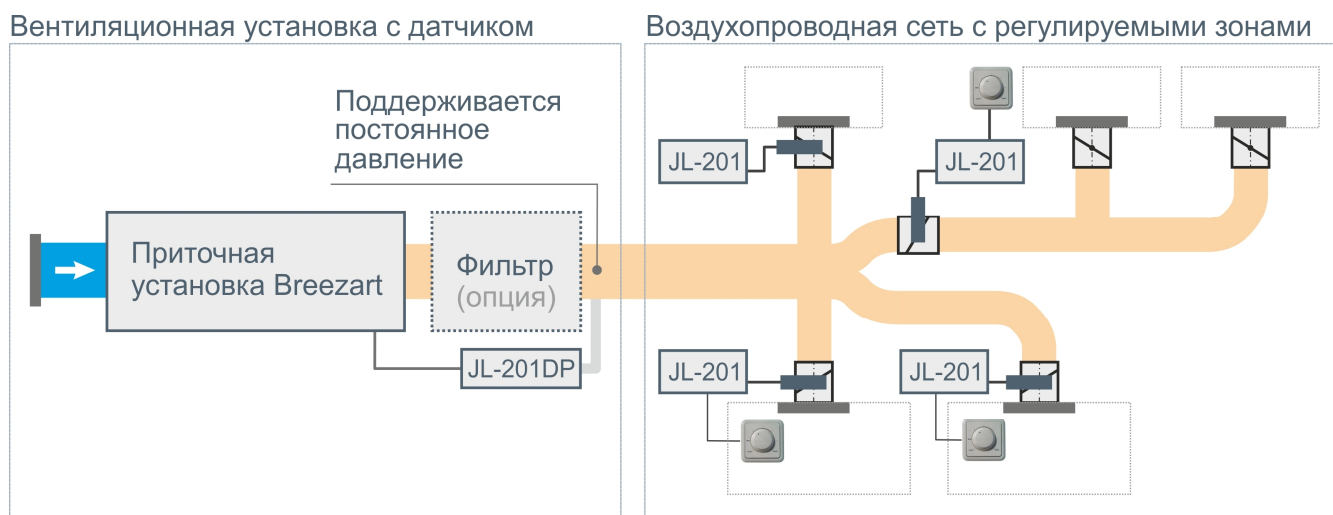 Вентиляционная установка с датчиком
Воздухопроводная сеть с регулируемыми зонами
Поддерживается
постоянное
давление
JL-201
JL-201
Приточная
установка Breezart
Фильтр
(опция)
JL-201DP
JL-201
JL-201